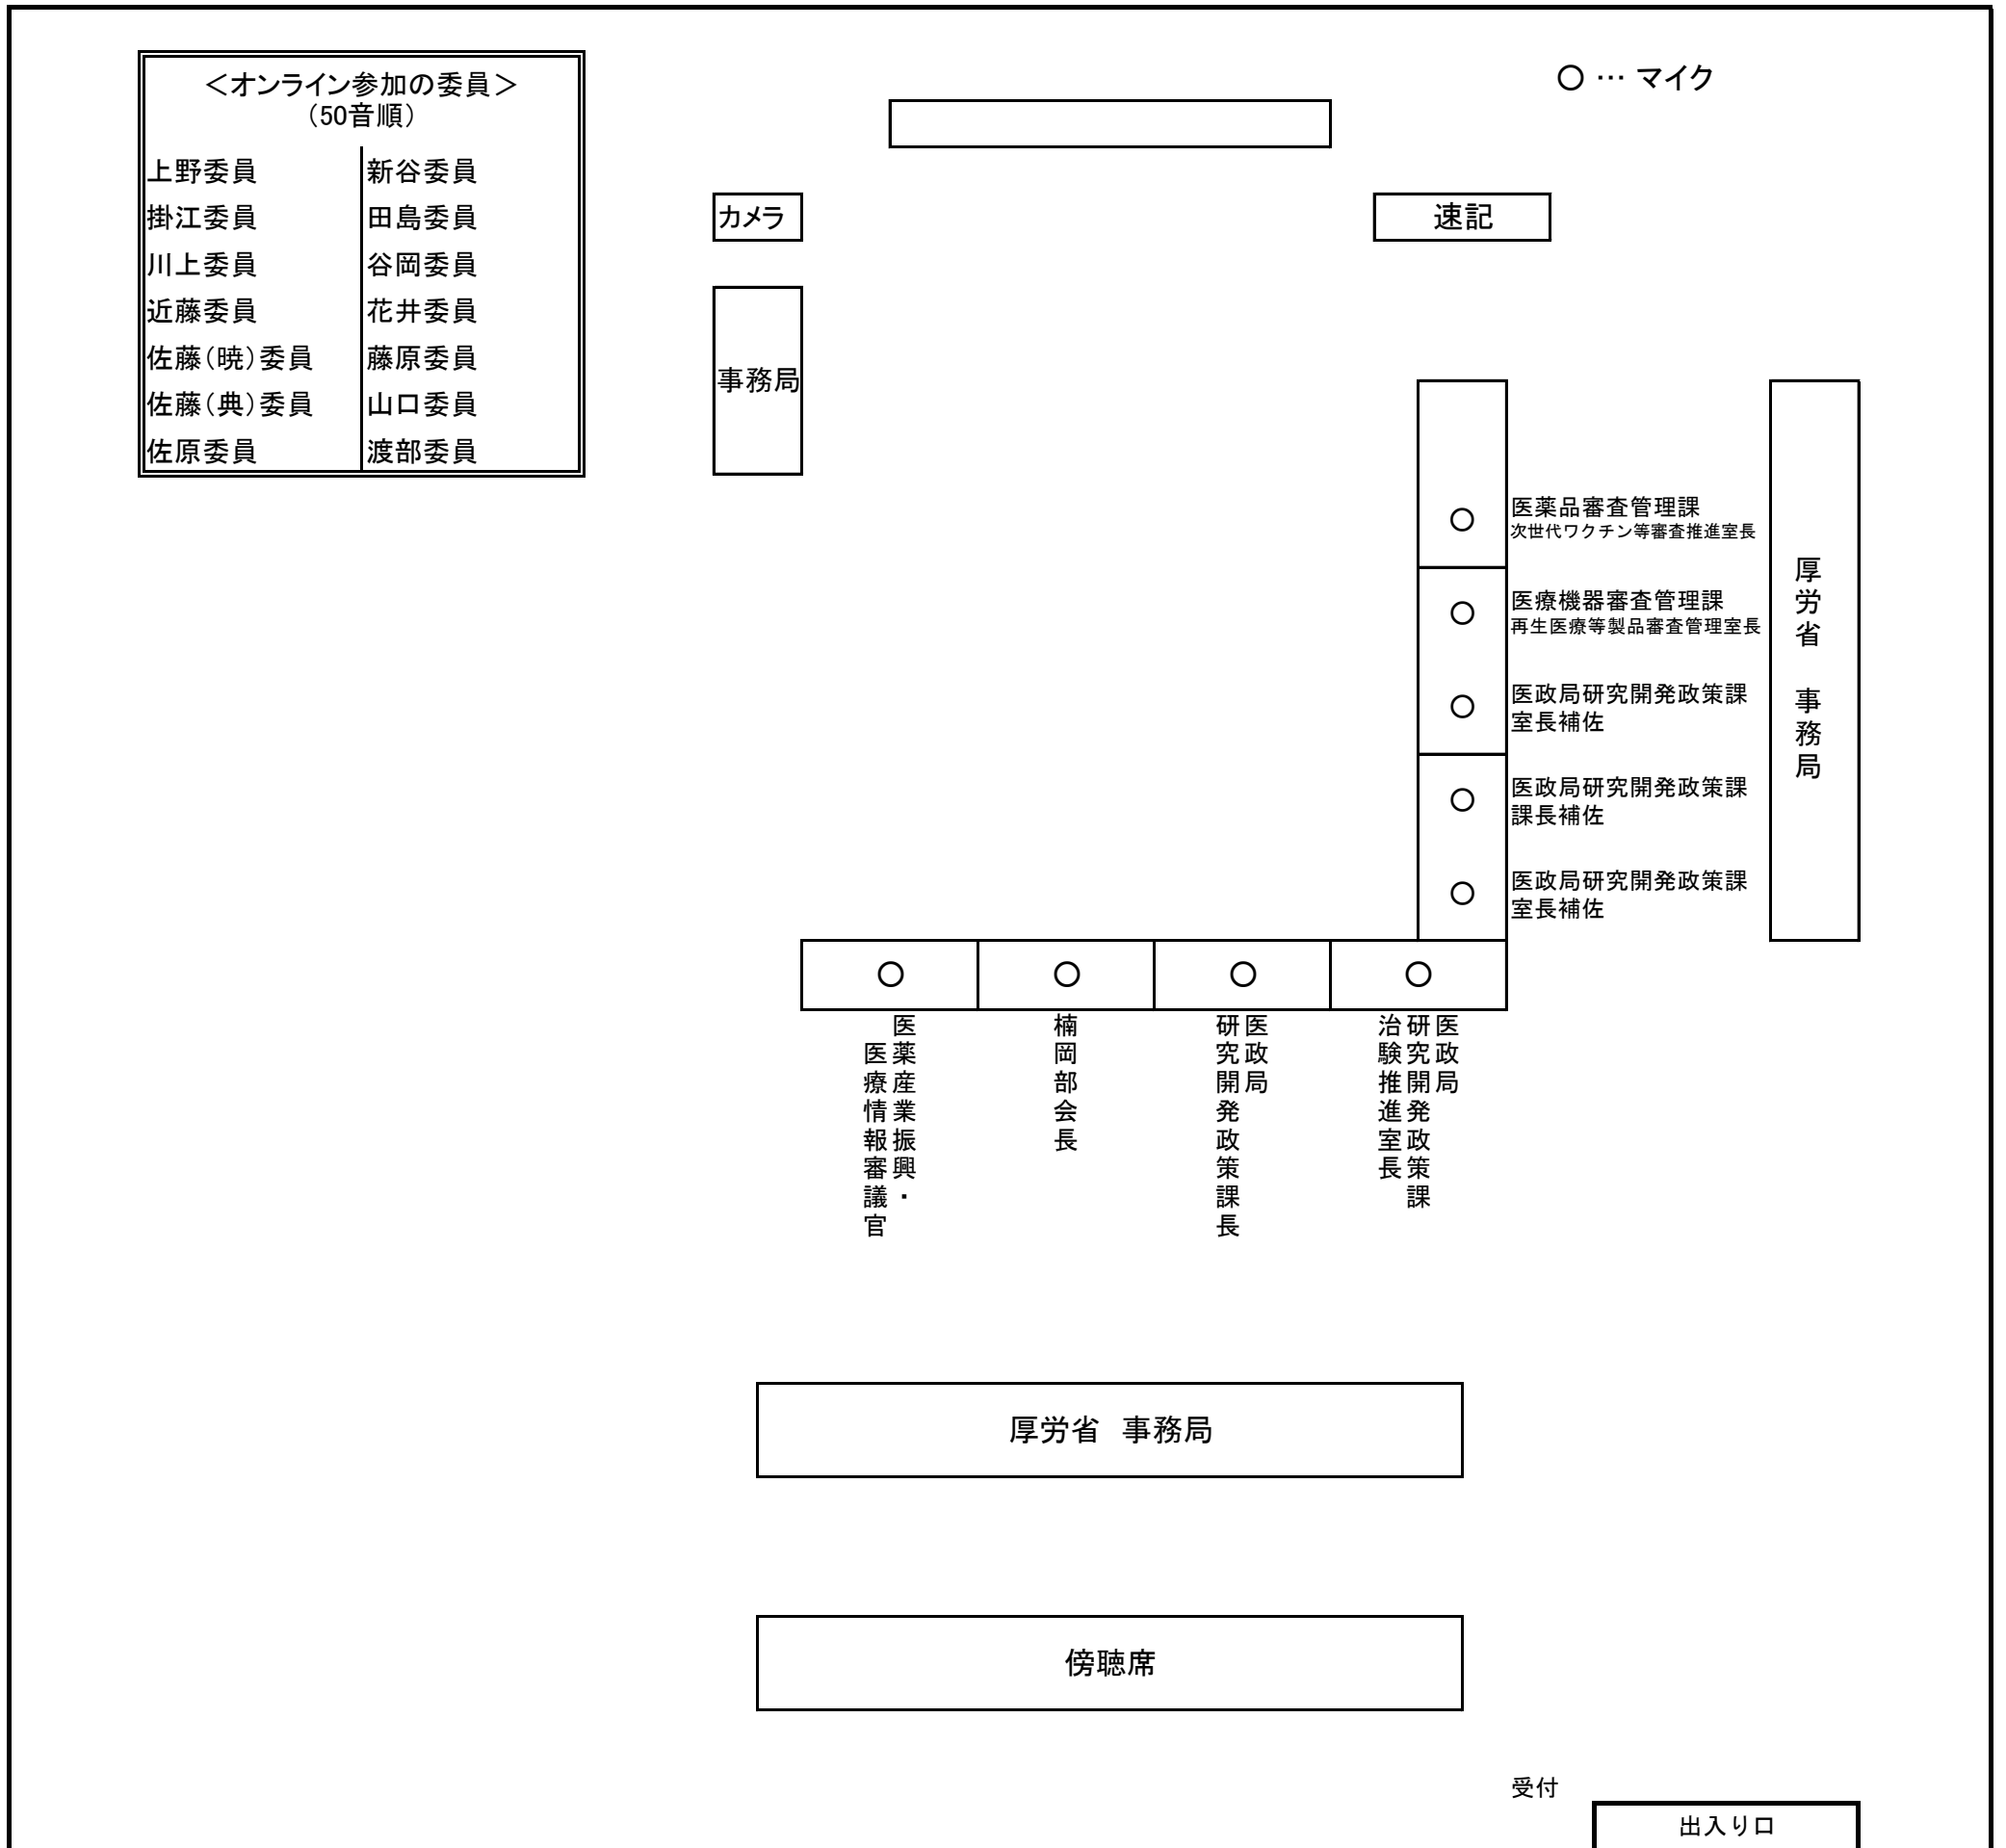 ＜オンライン参加の委員＞
（50音順）
上野委員
掛江委員
川上委員
近藤委員
佐藤（暁）委員
佐藤（典）委員
佐原委員
新谷委員
田島委員
谷岡委員
花井委員
藤原委員
山口委員
渡部委員
○ … マイク
カメラ
速記
事務局
○
医薬品審査管理課
次世代ワクチン等審査推進室長
○
医療機器審査管理課
再生医療等製品審査管理室長
○
医政局研究開発政策課
室長補佐
○
医政局研究開発政策課
課長補佐
○
医政局研究開発政策課
室長補佐
厚労省　事務局
○
○
○
○
医薬産業振興・
医療情報審議官
楠岡部会長
医政局
研究開発政策課長
医政局
研究開発政策課
治験推進室長
厚労省　事務局
傍聴席
受付
出入り口